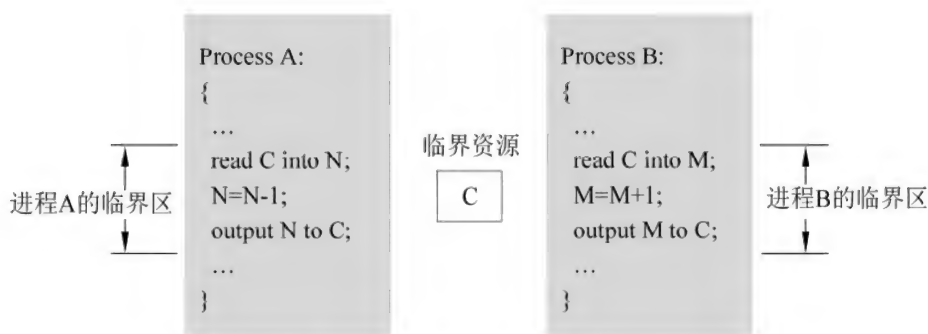 Process A:
{
…
read C into N;
N=N-1;
output N to C;
…
}
进程A的临界区
临界资源
C
Process B:
{
…
read C into M;
M=M+1;
output M to C;
…
}
进程B的临界区